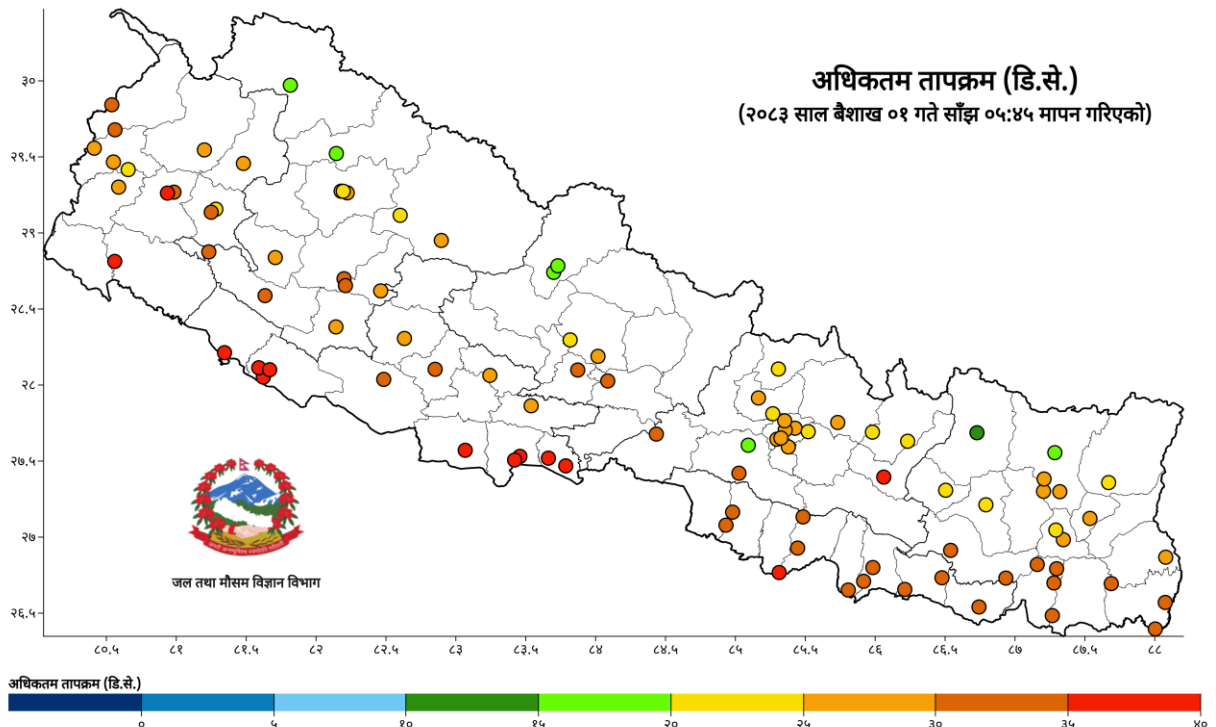 अधिकतम तापक्रम (डि.से.)
(२०८३ साल बैशाख ०१ गते साँझ ०५:४५ मापन गरिएको)
३०
२९.५
२९
२८.५
२८
२७.५
२७
२६.५
जल तथा मौसम विज्ञान विभाग
८०.५ ८१ ८१.५ ८२ ८२.५ ८३ ८३.५ ८४ ८४.५ ८५ ८५.५ ८६ ८६.५ ८७ ८७.५ ८८
अधिकतम तापक्रम (डि.से.)
० ५ १० १५ २० २५ ३० ३५ ४०